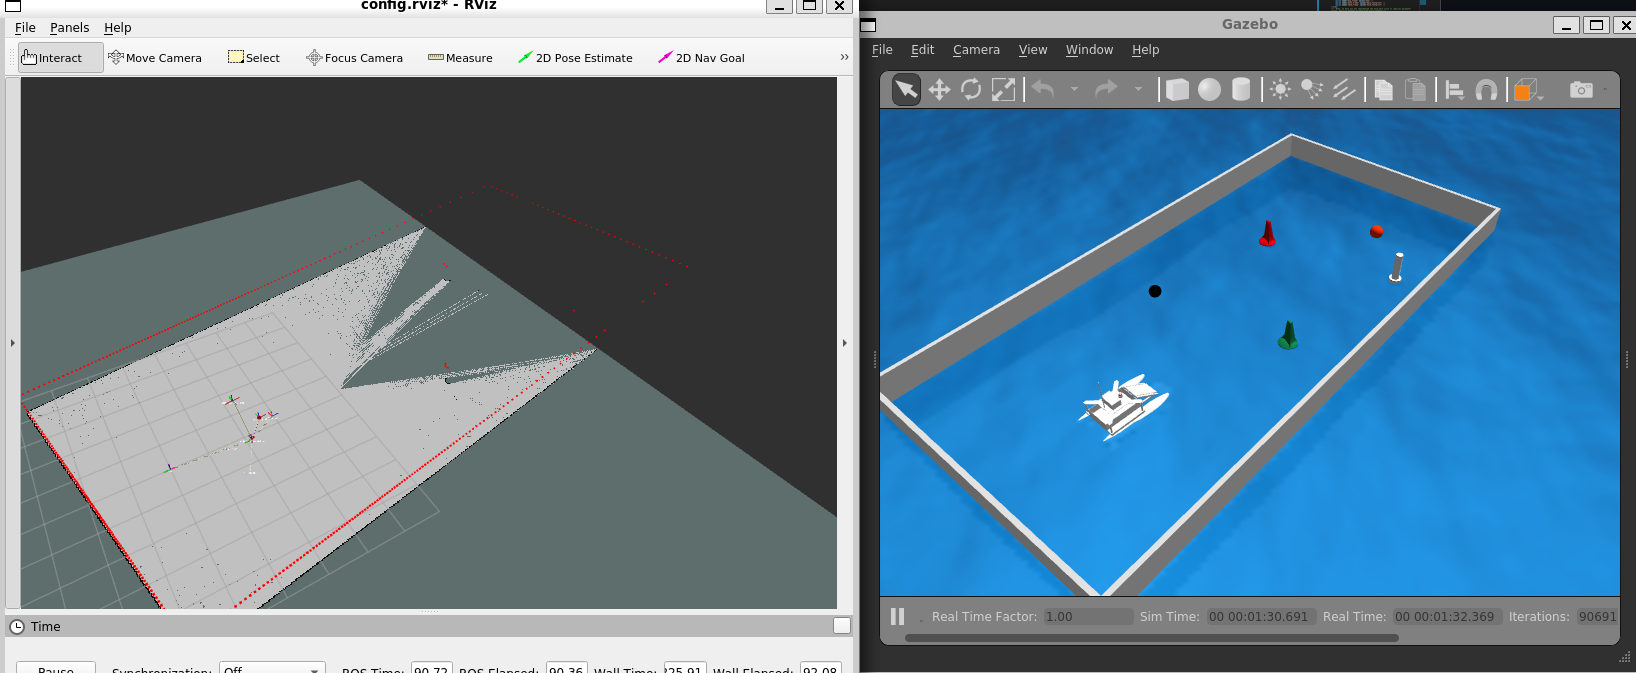 config.rviz* - RViz
File Panels Help
Interact Move Camera Select Focus Camera Measure 2D Pose Estimate 2D Nav Goal »
Time
Pause Synchronization: Off ROS Time: 90.72 ROS Elapsed: 90.36 Wall Time: Wall Elapsed: 92.08
Gazebo
File Edit Camera View Window Help
Real Time Factor: 1.00 Sim Time: 00 00:01:30.691 Real Time: 00 00:01:32.369 Iterations: 90691